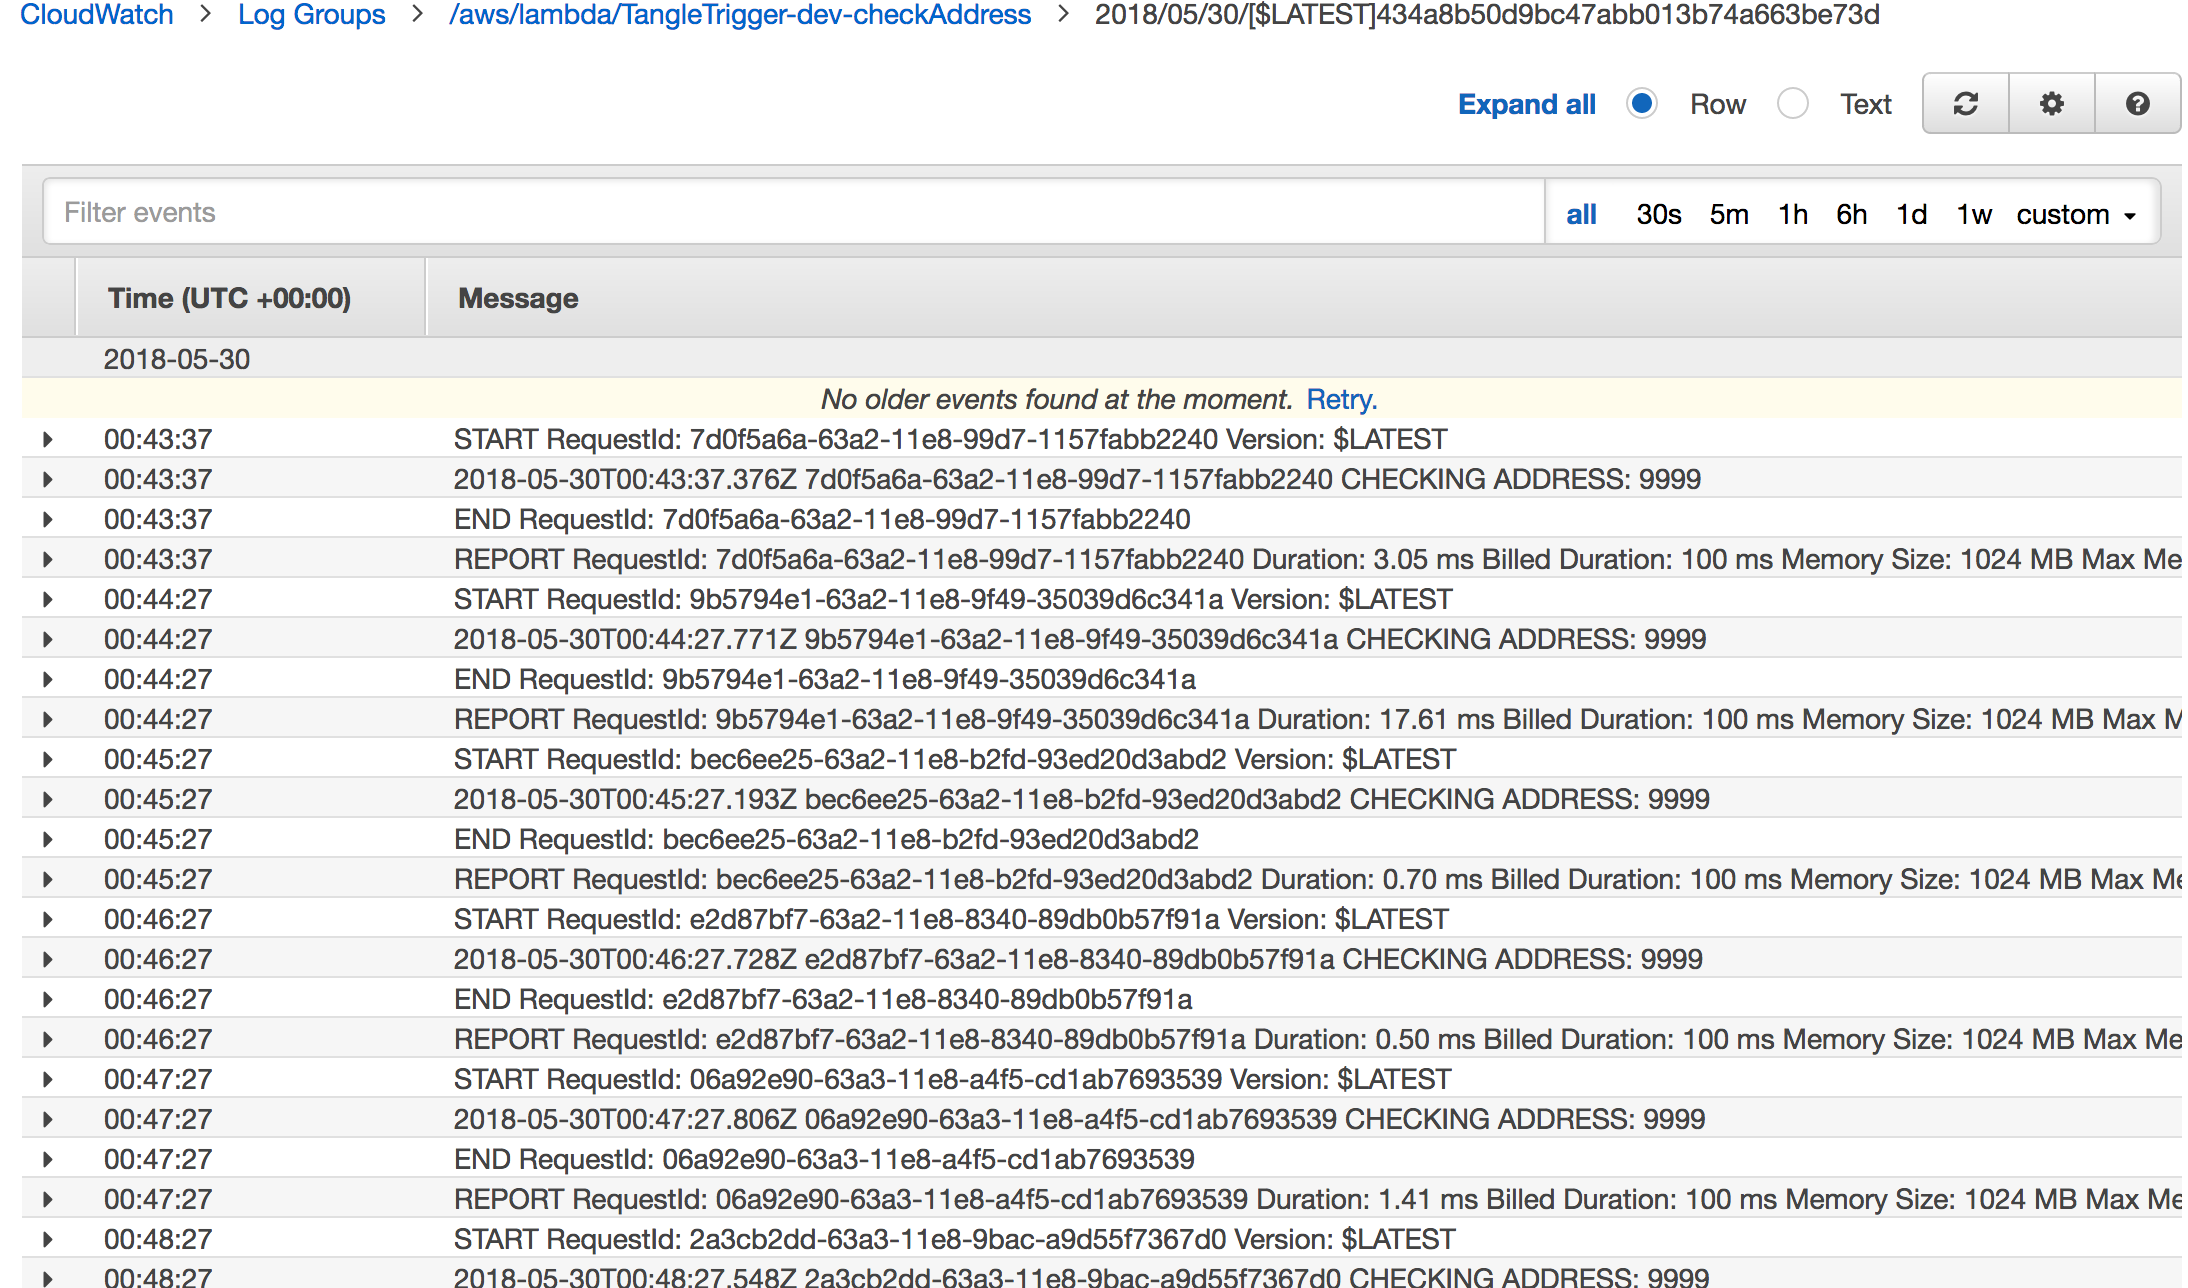 CloudWatch > Log Groups > /aws/lambda/TangleTrigger-dev-checkAddress > 2018/05/30/[$LATEST]434a8b50d9bc47abb013b74a663be73d
Expand all Row Text
Filter events all 30s 5m 1h 6h 1d 1w custom
Time (UTC +00:00) Message
2018-05-30
No older events found at the moment. Retry.
00:43:37 START RequestId: 7d0f5a6a-63a2-11e8-99d7-1157fabb2240 Version: $LATEST
00:43:37 2018-05-30T00:43:37.376Z 7d0f5a6a-63a2-11e8-99d7-1157fabb2240 CHECKING ADDRESS: 9999
00:43:37 END RequestId: 7d0f5a6a-63a2-11e8-99d7-1157fabb2240
00:43:37 REPORT RequestId: 7d0f5a6a-63a2-11e8-99d7-1157fabb2240 Duration: 3.05 ms Billed Duration: 100 ms Memory Size: 1024 MB Max Me
00:44:27 START RequestId: 9b5794e1-63a2-11e8-9f49-35039d6c341a Version: $LATEST
00:44:27 2018-05-30T00:44:27.771Z 9b5794e1-63a2-11e8-9f49-35039d6c341a CHECKING ADDRESS: 9999
00:44:27 END RequestId: 9b5794e1-63a2-11e8-9f49-35039d6c341a
00:44:27 REPORT RequestId: 9b5794e1-63a2-11e8-9f49-35039d6c341a Duration: 17.61 ms Billed Duration: 100 ms Memory Size: 1024 MB Max M
00:45:27 START RequestId: bec6ee25-63a2-11e8-b2fd-93ed20d3abd2 Version: $LATEST
00:45:27 2018-05-30T00:45:27.193Z bec6ee25-63a2-11e8-b2fd-93ed20d3abd2 CHECKING ADDRESS: 9999
00:45:27 END RequestId: bec6ee25-63a2-11e8-b2fd-93ed20d3abd2
00:45:27 REPORT RequestId: bec6ee25-63a2-11e8-b2fd-93ed20d3abd2 Duration: 0.70 ms Billed Duration: 100 ms Memory Size: 1024 MB Max Me
00:46:27 START RequestId: e2d87bf7-63a2-11e8-8340-89db0b57f91a Version: $LATEST
00:46:27 2018-05-30T00:46:27.728Z e2d87bf7-63a2-11e8-8340-89db0b57f91a CHECKING ADDRESS: 9999
00:46:27 END RequestId: e2d87bf7-63a2-11e8-8340-89db0b57f91a
00:46:27 REPORT RequestId: e2d87bf7-63a2-11e8-8340-89db0b57f91a Duration: 0.50 ms Billed Duration: 100 ms Memory Size: 1024 MB Max Me
00:47:27 START RequestId: 06a92e90-63a3-11e8-a4f5-cd1ab7693539 Version: $LATEST
00:47:27 2018-05-30T00:47:27.806Z 06a92e90-63a3-11e8-a4f5-cd1ab7693539 CHECKING ADDRESS: 9999
00:47:27 END RequestId: 06a92e90-63a3-11e8-a4f5-cd1ab7693539
00:47:27 REPORT RequestId: 06a92e90-63a3-11e8-a4f5-cd1ab7693539 Duration: 1.41 ms Billed Duration: 100 ms Memory Size: 1024 MB Max Me
00:48:27 START RequestId: 2a3cb2dd-63a3-11e8-9bac-a9d55f7367d0 Version: $LATEST
00:48:27 2018-05-30T00:48:27.548Z 2a3cb2dd-63a3-11e8-9bac-a9d55f7367d0 CHECKING ADDRESS: 9999